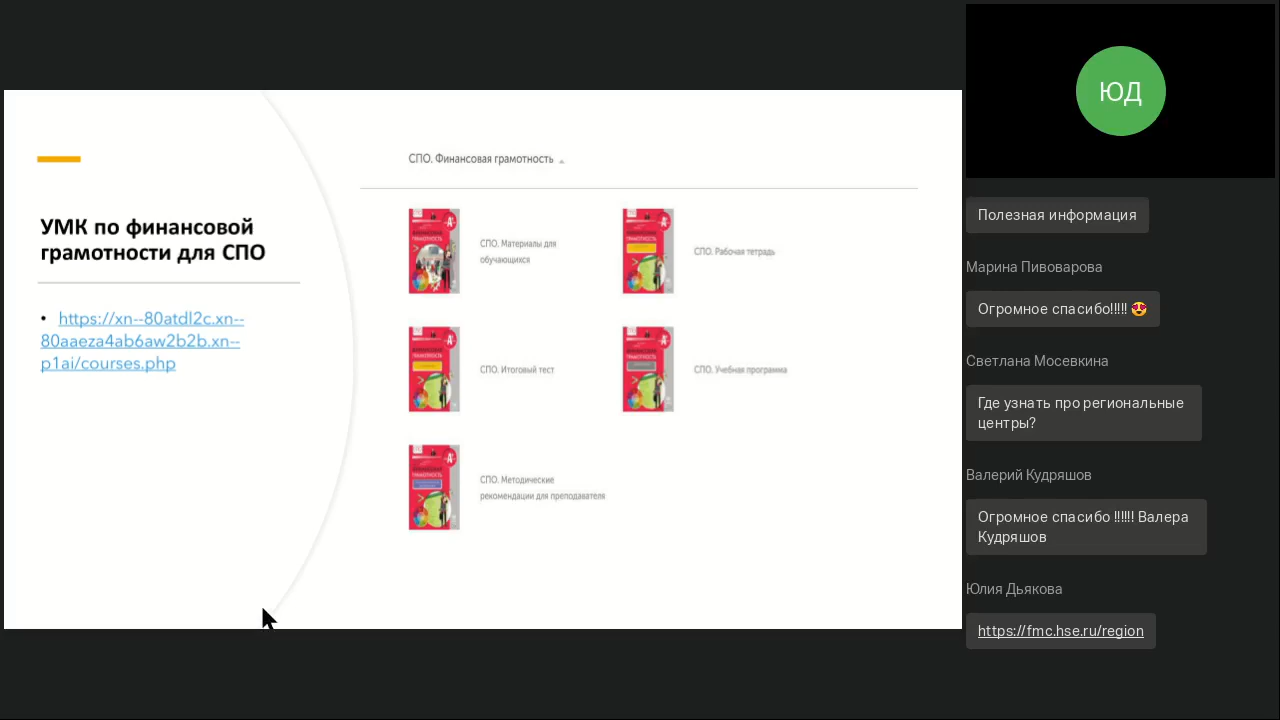 УМК по финансовой
грамотности для СПО
• https://xn--80atdl2c.xn--
80aaeza4ab6aw2b2b.xn--
p1ai/courses.php
СПО. Финансовая грамотность
СПО. Материалы для
обучающихся
СПО. Рабочая тетрадь
СПО. Итоговый тест
СПО. Учебная программа
СПО. Методические
рекомендации для преподавателя
ЮД
Полезная информация
Марина Пивоварова
Огромное спасибо!!!!! 😍
Светлана Мосевкина
Где узнать про региональные
центры?
Валерий Кудряшов
Огромное спасибо !!!!!! Валера
Кудряшов
Юлия Дьякова
https://fmc.hse.ru/region